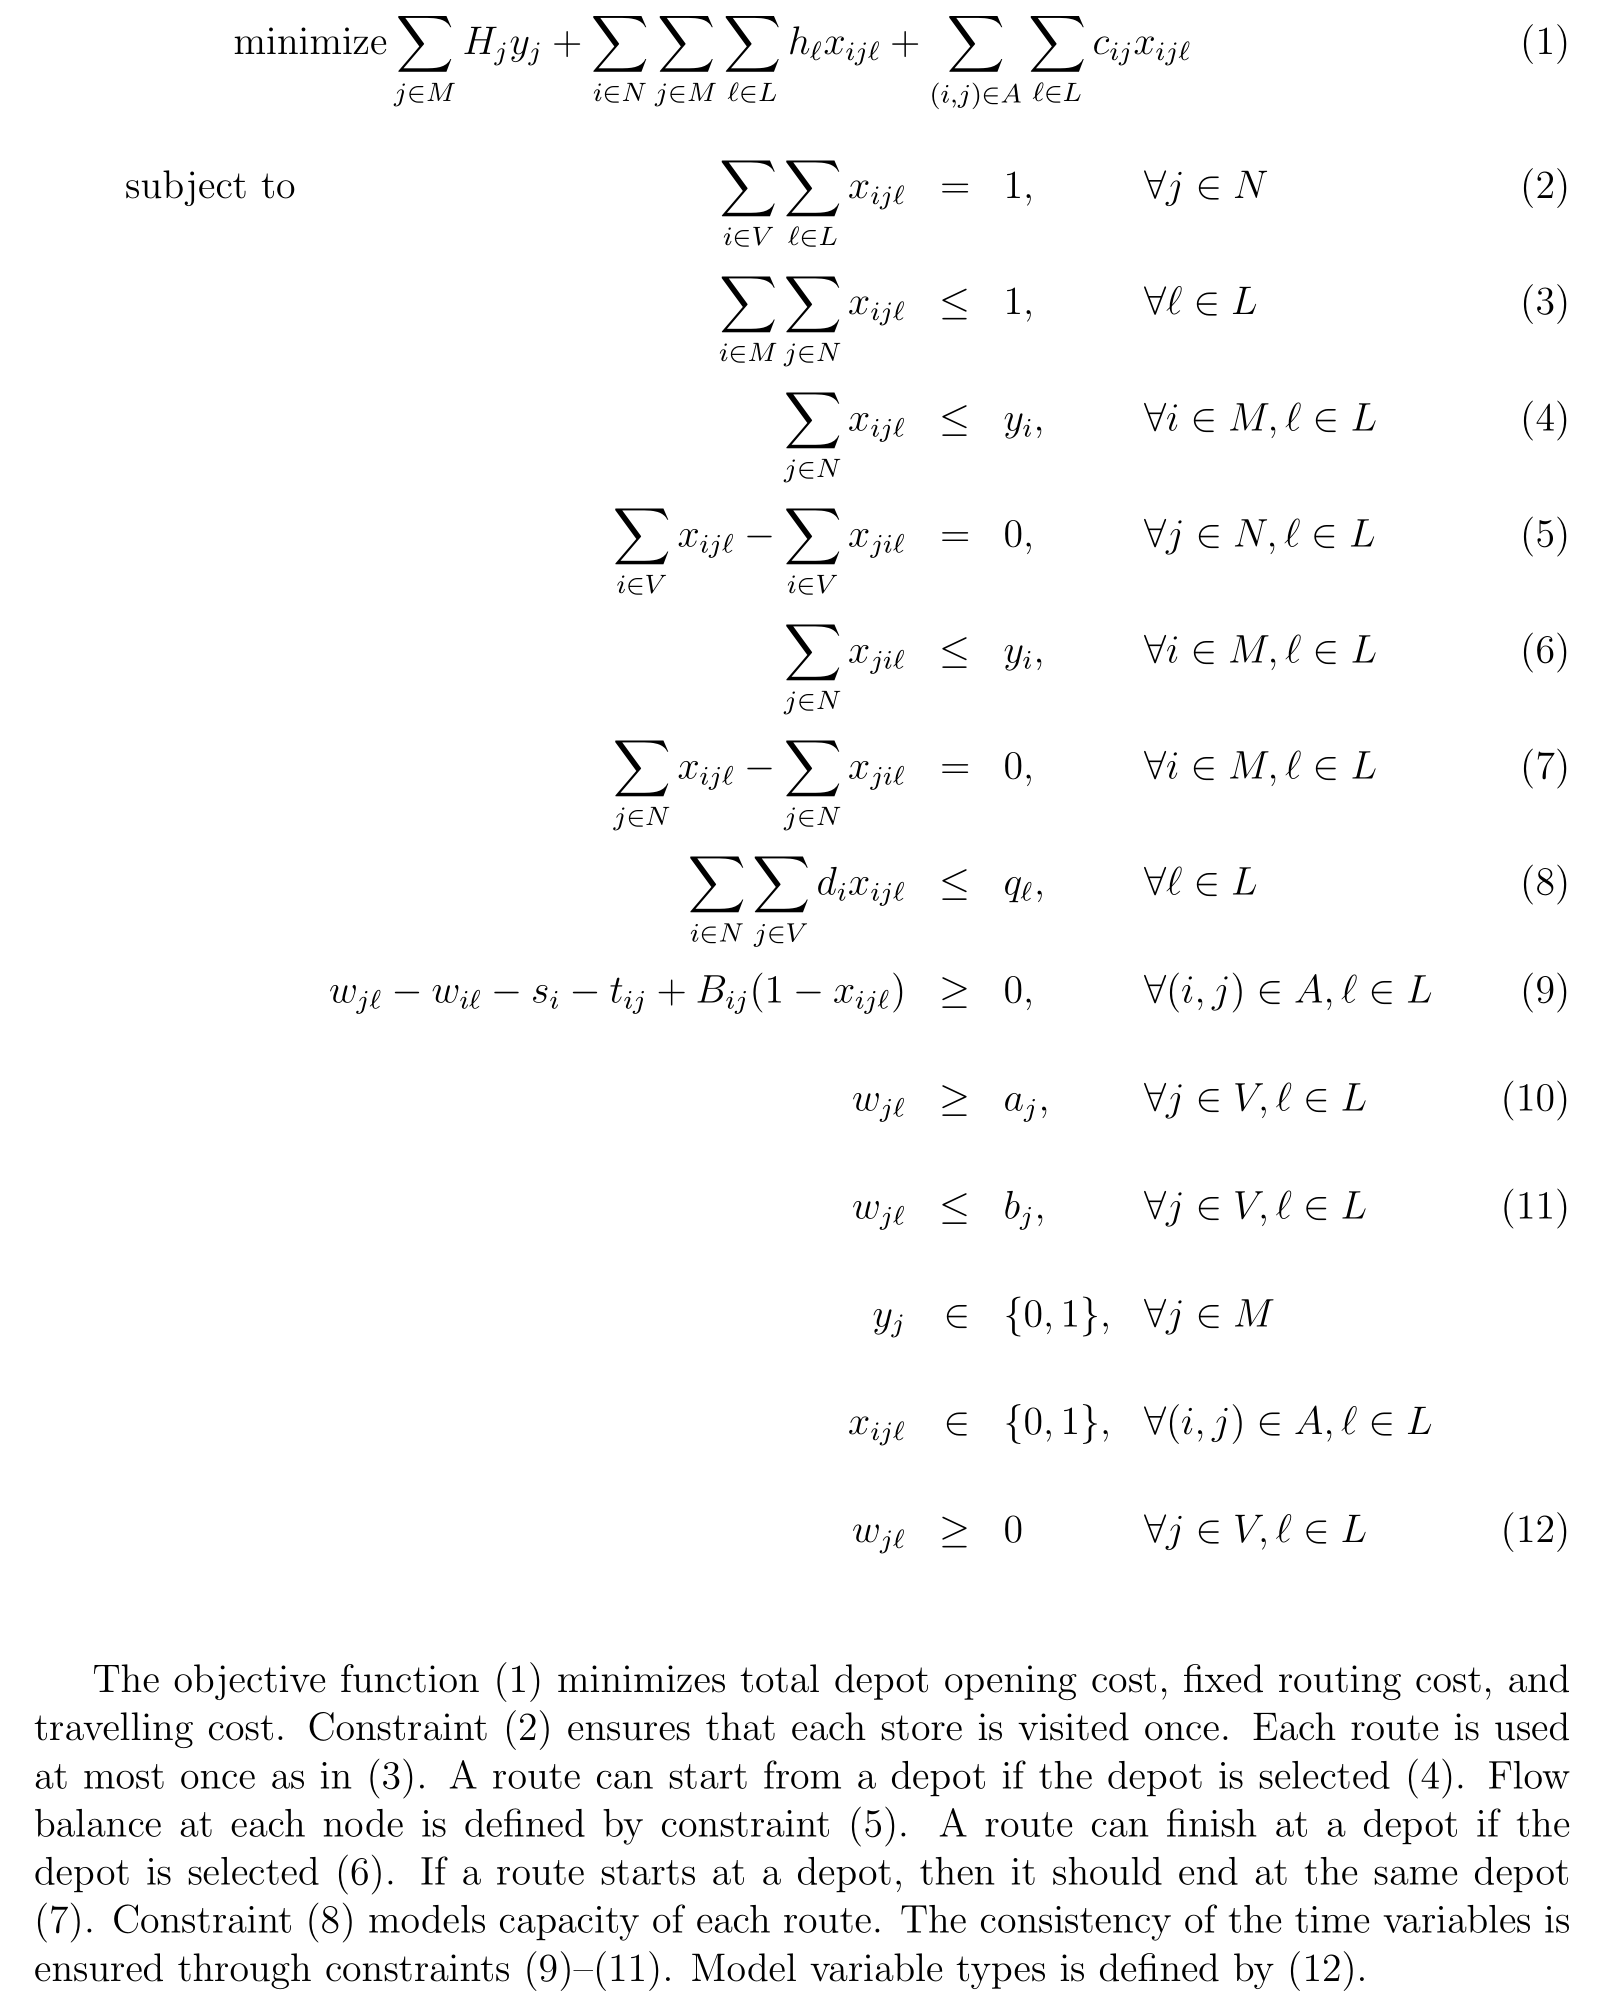 minimize ∑_{j∈M} H_j y_j + ∑_{i∈N} ∑_{j∈M} ∑_{ℓ∈L} h_ℓ x_{ijℓ} + ∑_{(i,j)∈A} ∑_{ℓ∈L} c_{ij} x_{ijℓ} (1)
subject to ∑_{i∈V} ∑_{ℓ∈L} x_{ijℓ} = 1, ∀j ∈ N (2)
∑_{i∈M} ∑_{j∈N} x_{ijℓ} ≤ 1, ∀ℓ ∈ L (3)
∑_{j∈N} x_{ijℓ} ≤ y_i, ∀i ∈ M, ℓ ∈ L (4)
∑_{i∈V} x_{ijℓ} − ∑_{i∈V} x_{jiℓ} = 0, ∀j ∈ N, ℓ ∈ L (5)
∑_{j∈N} x_{jiℓ} ≤ y_i, ∀i ∈ M, ℓ ∈ L (6)
∑_{j∈N} x_{ijℓ} − ∑_{j∈N} x_{jiℓ} = 0, ∀i ∈ M, ℓ ∈ L (7)
∑_{i∈N} ∑_{j∈V} d_i x_{ijℓ} ≤ q_ℓ, ∀ℓ ∈ L (8)
w_{jℓ} − w_{iℓ} − s_i − t_{ij} + B_{ij}(1 − x_{ijℓ}) ≥ 0, ∀(i, j) ∈ A, ℓ ∈ L (9)
w_{jℓ} ≥ a_j, ∀j ∈ V, ℓ ∈ L (10)
w_{jℓ} ≤ b_j, ∀j ∈ V, ℓ ∈ L (11)
y_j ∈ {0, 1}, ∀j ∈ M
x_{ijℓ} ∈ {0, 1}, ∀(i, j) ∈ A, ℓ ∈ L
w_{jℓ} ≥ 0 ∀j ∈ V, ℓ ∈ L (12)
The objective function (1) minimizes total depot opening cost, fixed routing cost, and
travelling cost. Constraint (2) ensures that each store is visited once. Each route is used
at most once as in (3). A route can start from a depot if the depot is selected (4). Flow
balance at each node is defined by constraint (5). A route can finish at a depot if the
depot is selected (6). If a route starts at a depot, then it should end at the same depot
(7). Constraint (8) models capacity of each route. The consistency of the time variables is
ensured through constraints (9)–(11). Model variable types is defined by (12).